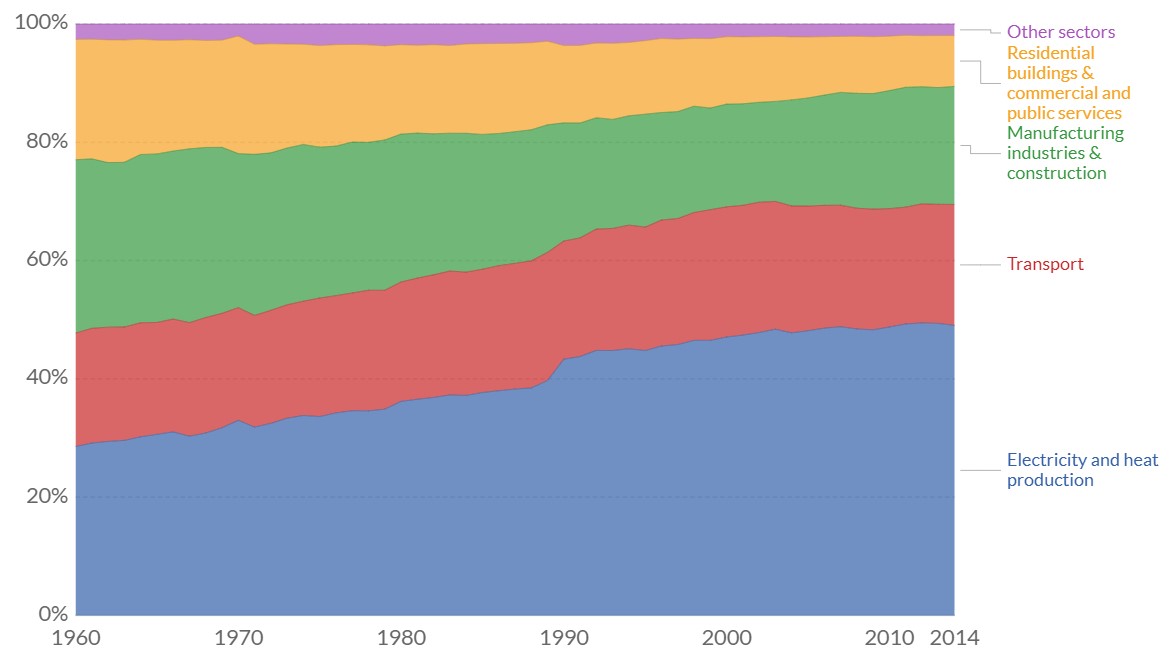 100%
80%
60%
40%
20%
0%
1960 1970 1980 1990 2000 2010 2014
Other sectors
Residential
buildings &
commercial and
public services
Manufacturing
industries &
construction
Transport
Electricity and heat
production